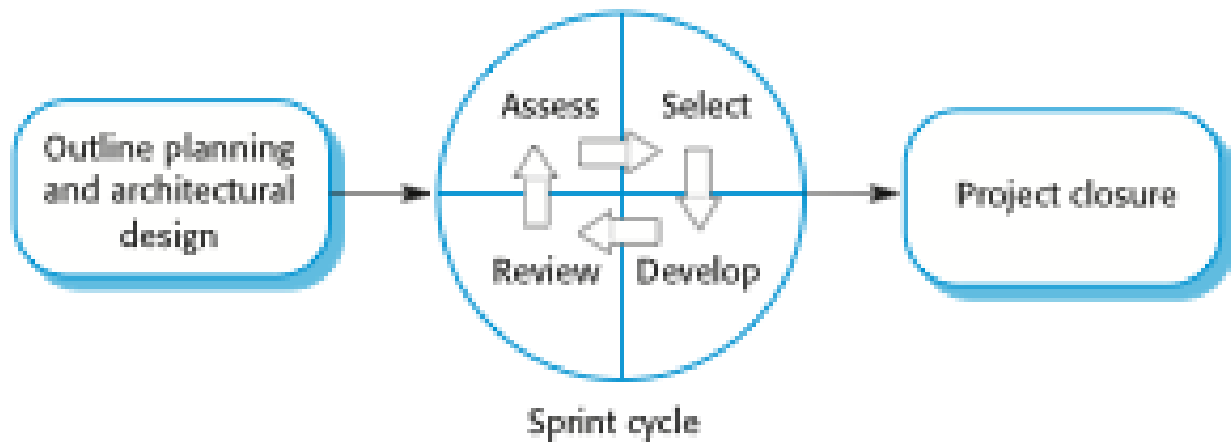 Outline planning
and architectural
design
Assess
Select
Review
Develop
Project closure
Sprint cycle